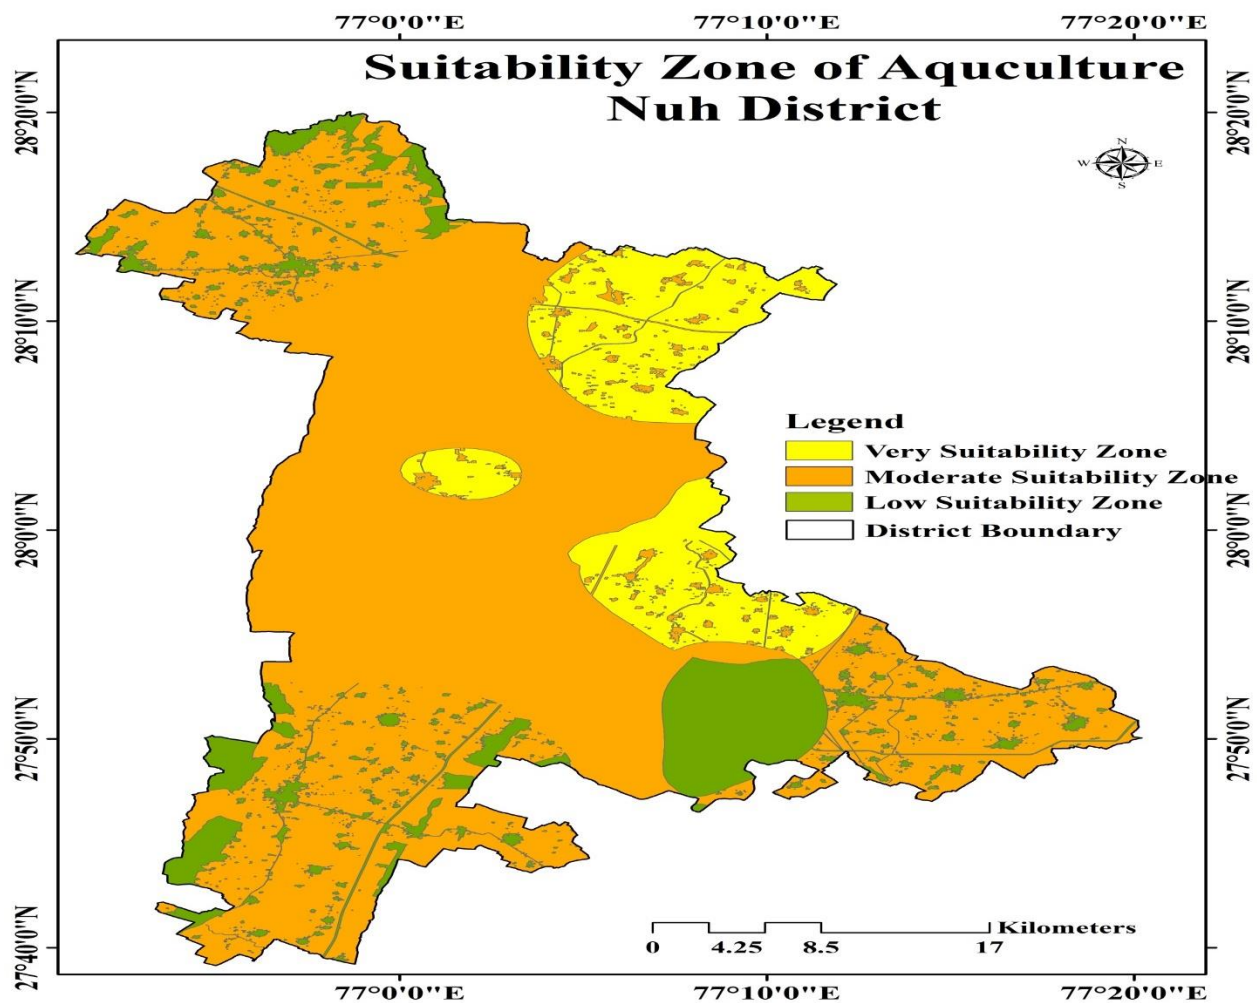 77°0'0"E 77°10'0"E 77°20'0"E
Suitability Zone of Aquculture
Nuh District
28°20'0"N 28°20'0"N
N
W E
S
28°10'0"N 28°10'0"N
Legend
Very Suitability Zone
Moderate Suitability Zone
Low Suitability Zone
District Boundary
28°0'0"N 28°0'0"N
27°50'0"N 27°50'0"N
Kilometers
0 4.25 8.5 17
27°40'0"N 27°40'0"N
77°0'0"E 77°10'0"E 77°20'0"E